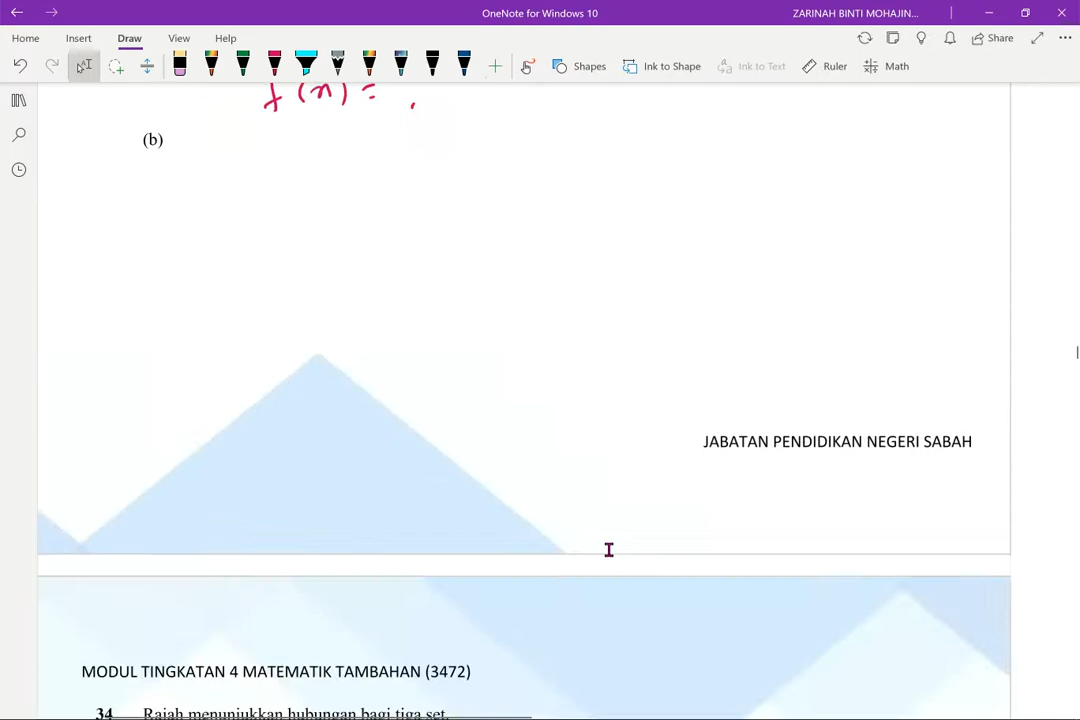 OneNote for Windows 10
ZARINAH BINTI MOHAJIN...
Home Insert Draw View Help
Share
Shapes Ink to Shape Ink to Text Ruler Math
f(x) =
(b)
JABATAN PENDIDIKAN NEGERI SABAH
MODUL TINGKATAN 4 MATEMATIK TAMBAHAN (3472)
34 Rajah menunjukkan hubungan bagi tiga set.